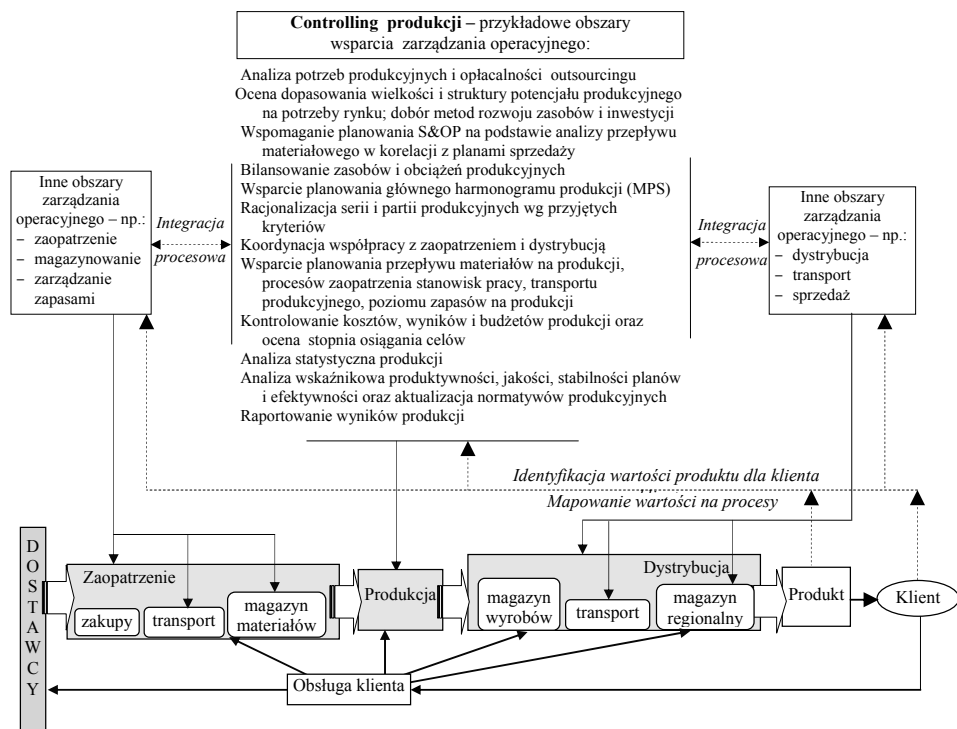 Controlling produkcji – przykładowe obszary
wsparcia zarządzania operacyjnego:
Analiza potrzeb produkcyjnych i opłacalności outsourcingu
Ocena dopasowania wielkości i struktury potencjału produkcyjnego
na potrzeby rynku; dobór metod rozwoju zasobów i inwestycji
Wspomaganie planowania S&OP na podstawie analizy przepływu
materiałowego w korelacji z planami sprzedaży
Bilansowanie zasobów i obciążeń produkcyjnych
Wsparcie planowania głównego harmonogramu produkcji (MPS)
Racjonalizacja serii i partii produkcyjnych wg przyjętych
kryteriów
Koordynacja współpracy z zaopatrzeniem i dystrybucją
Wsparcie planowania przepływu materiałów na produkcji,
procesów zaopatrzenia stanowisk pracy, transportu
produkcyjnego, poziomu zapasów na produkcji
Kontrolowanie kosztów, wyników i budżetów produkcji oraz
ocena stopnia osiągania celów
Analiza statystyczna produkcji
Analiza wskaźnikowa produktywności, jakości, stabilności planów
i efektywności oraz aktualizacja normatywów produkcyjnych
Raportowanie wyników produkcji
Inne obszary
zarządzania
operacyjnego – np.:
– zaopatrzenie
– magazynowanie
– zarządzanie
zapasami
Integracja
procesowa
Integracja
procesowa
Inne obszary
zarządzania
operacyjnego – np.:
– dystrybucja
– transport
– sprzedaż
Identyfikacja wartości produktu dla klienta
Mapowanie wartości na procesy
DOSTAWCY
Zaopatrzenie
zakupy
transport
magazyn
materiałów
Produkcja
Dystrybucja
magazyn
wyrobów
transport
magazyn
regionalny
Produkt
Klient
Obsługa klienta